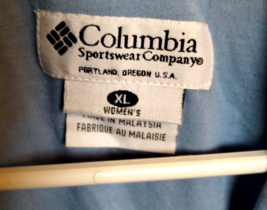 Columbia
Sportswear Company®
PORTLAND, OREGON U.S.A.
XL
WOMEN'S
MADE IN MALAYSIA
FABRIQUE AU MALAISIE